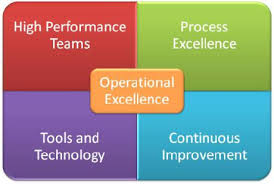 High Performance
Teams
Process
Excellence
Operational
Excellence
Tools and
Technology
Continuous
Improvement